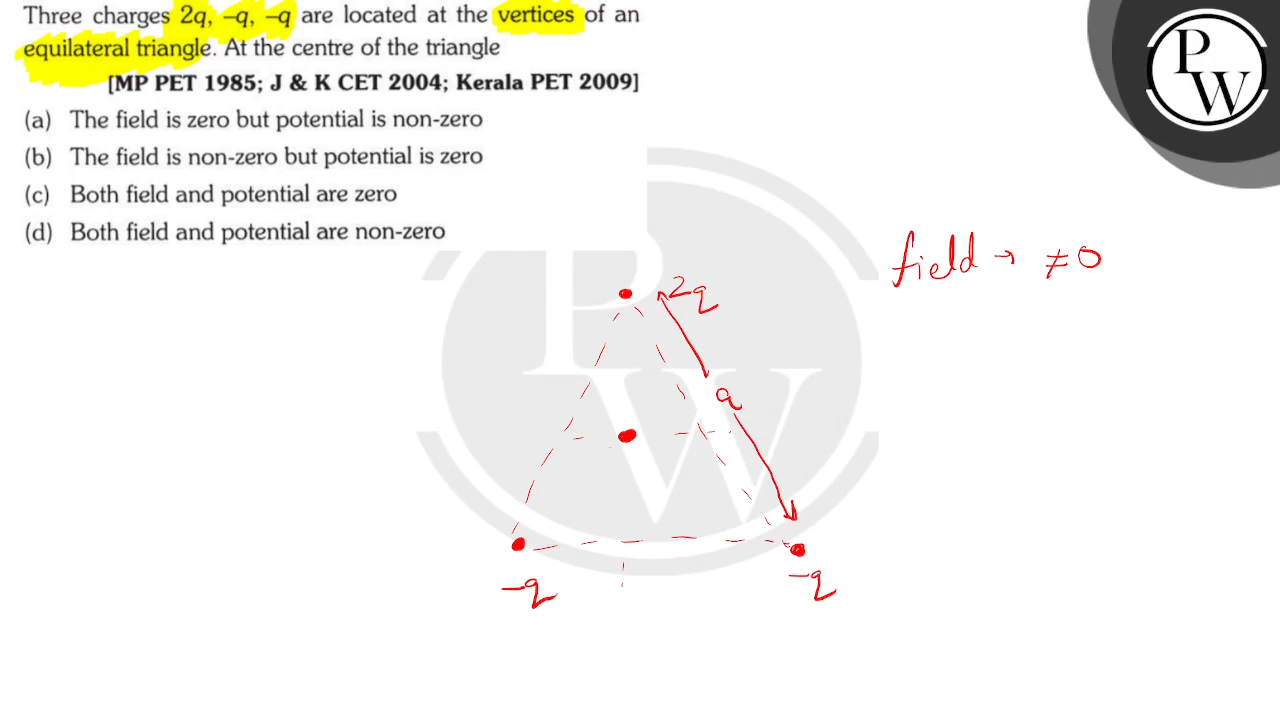 Three charges 2q, –q, –q are located at the vertices of an
equilateral triangle. At the centre of the triangle
[MP PET 1985; J & K CET 2004; Kerala PET 2009]
(a) The field is zero but potential is non-zero
(b) The field is non-zero but potential is zero
(c) Both field and potential are zero
(d) Both field and potential are non-zero
P
W
field → ≠0
2q
a
-q
-q
P
W